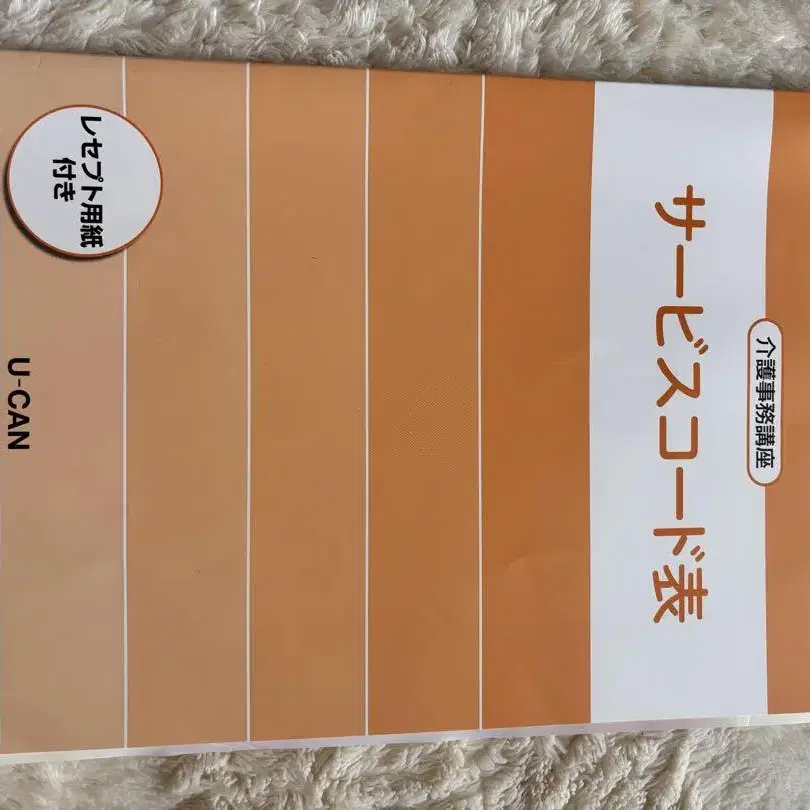 介護事務講座
サービスコード表
レセプト用紙
付き
U-CAN